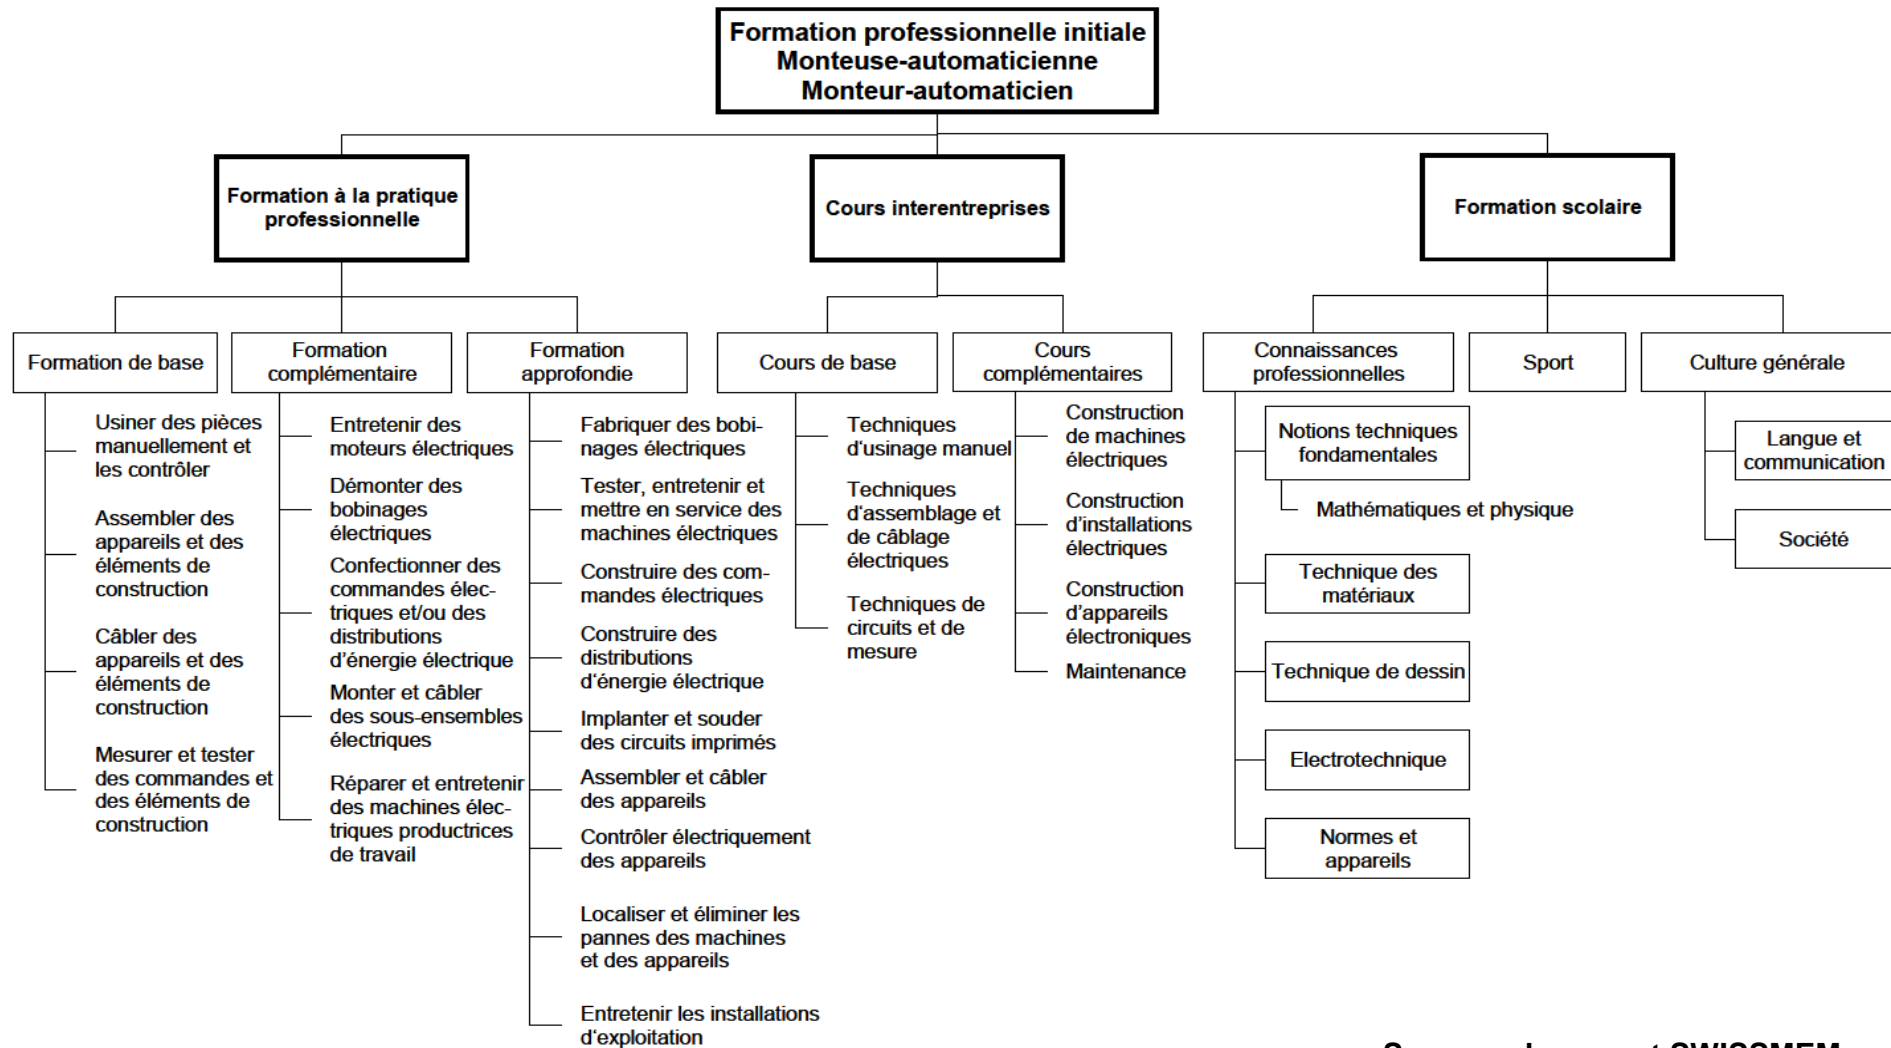 Formation professionnelle initiale
Monteuse-automaticienne
Monteur-automaticien
Formation à la pratique
professionnelle
Cours interentreprises
Formation scolaire
Formation de base
Usiner des pièces
manuellement et
les contrôler
Assembler des
appareils et des
éléments de
construction
Câbler des
appareils et des
éléments de
construction
Mesurer et tester
des commandes et
des éléments de
construction
Formation
complémentaire
Entretenir des
moteurs électriques
Démonter des
bobinages
électriques
Confectionner des
commandes élec-
triques et/ou des
distributions
d'énergie électrique
Monter et câbler
des sous-ensembles
électriques
Réparer et entretenir
des machines élec-
triques productrices
de travail
Formation
approfondie
Fabriquer des bobi-
nages électriques
Tester, entretenir et
mettre en service des
machines électriques
Construire des com-
mandes électriques
Construire des
distributions
d'énergie électrique
Implanter et souder
des circuits imprimés
Assembler et câbler
des appareils
Contrôler électriquement
des appareils
Localiser et éliminer les
pannes des machines
et des appareils
Entretenir les installations
d'exploitation
Cours de base
Techniques
d'usinage manuel
Techniques
d'assemblage et
de câblage
électriques
Techniques de
circuits et de
mesure
Cours
complémentaires
Construction
de machines
électriques
Construction
d'installations
électriques
Construction
d'appareils
électroniques
Maintenance
Connaissances
professionnelles
Notions techniques
fondamentales
Mathématiques et physique
Technique des
matériaux
Technique de dessin
Electrotechnique
Normes et
appareils
Sport
Culture générale
Langue et
communication
Société
SWISSMEM